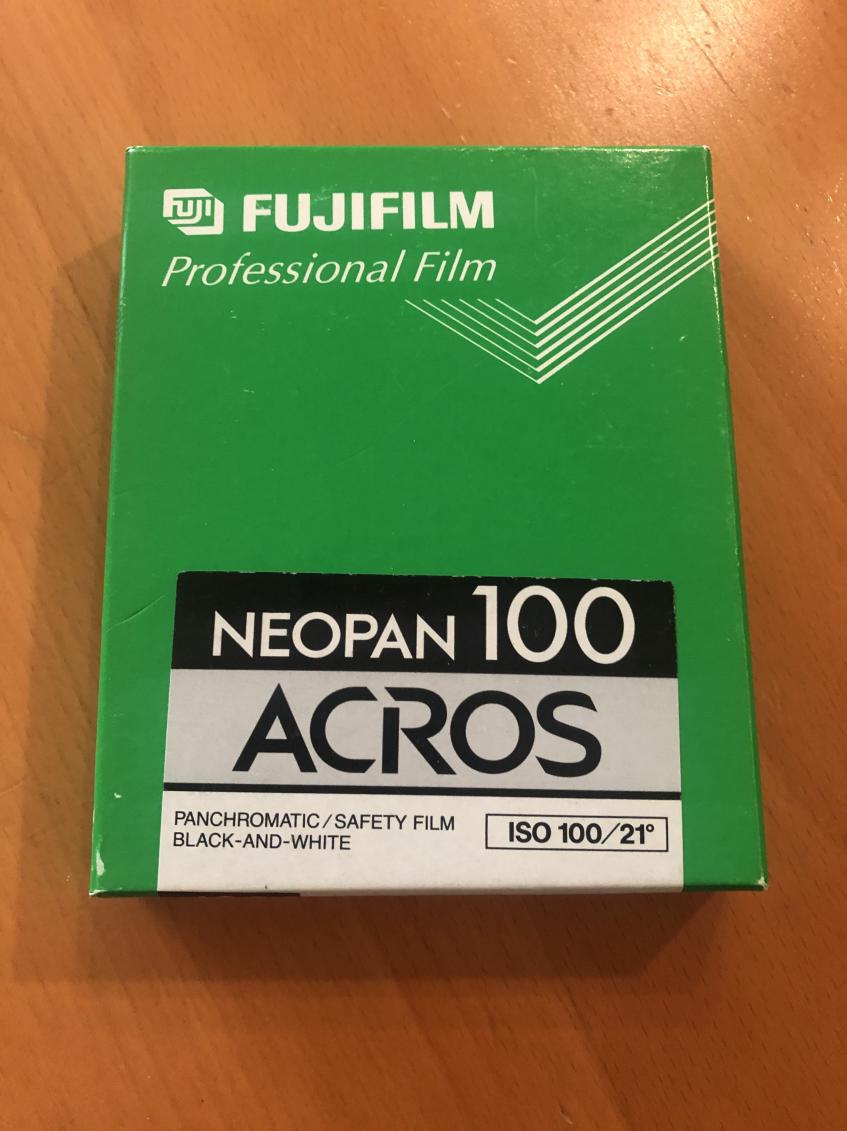 FUJI FUJIFILM
Professional Film
NEOPAN 100
ACROS
PANCHROMATIC/SAFETY FILM
BLACK-AND-WHITE
ISO 100/21°